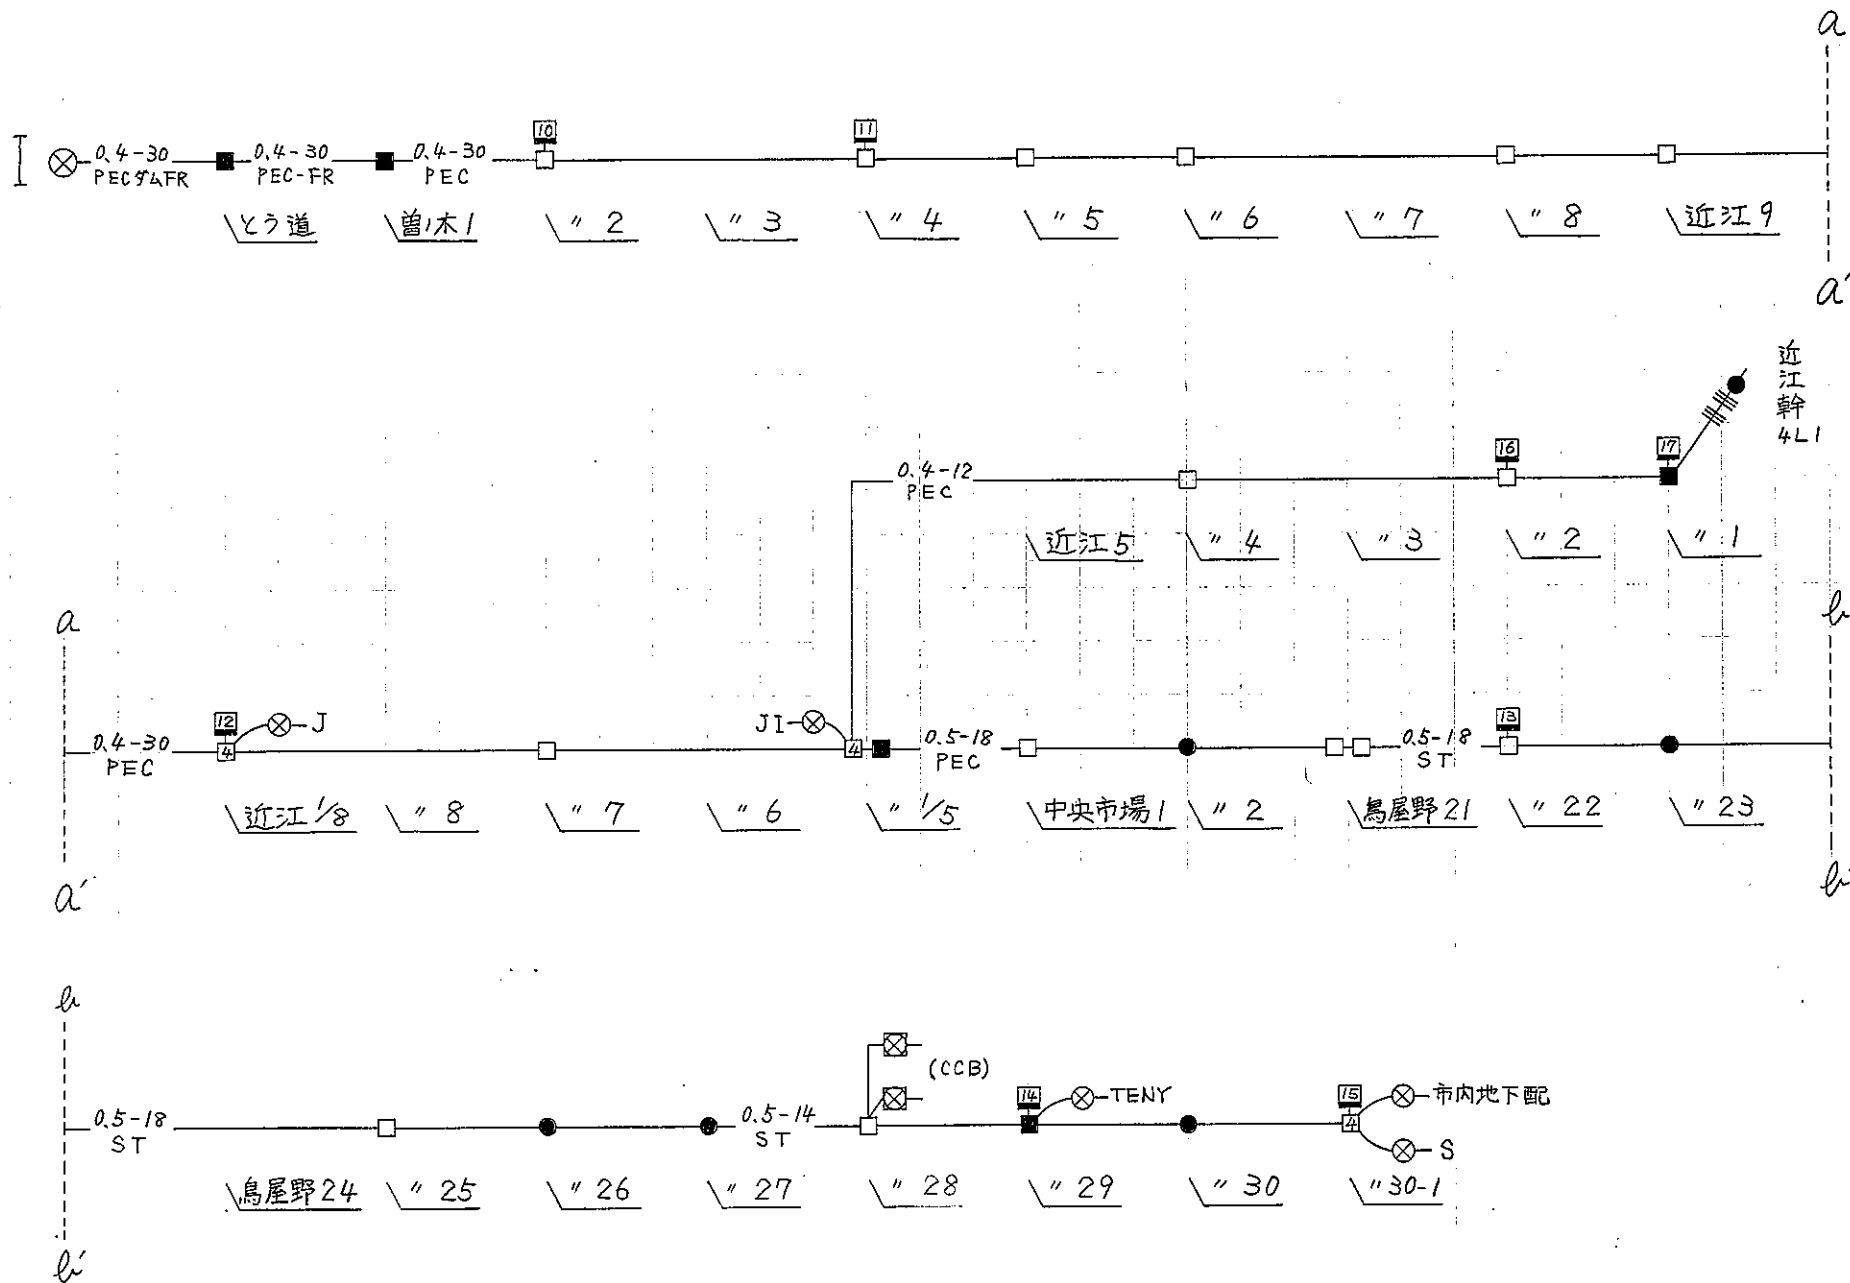 a
10
11
I
0.4-30
PECダムFR
0.4-30
PEC-FR
0.4-30
PEC
とう道
曽ノ木1
〃2
〃3
〃4
〃5
〃6
〃7
〃8
近江9
a'
近江幹
4L1
16
17
0.4-12
PEC
近江5
〃4
〃3
〃2
〃1
a
b
12
J
JI
13
0.4-30
PEC
4
4
0.5-18
PEC
0.5-18
ST
近江1/8
〃8
〃7
〃6
〃1/5
中央市場1
〃2
鳥屋野21
〃22
〃23
a'
b'
b
(CCB)
14
TENY
15
市内地下配
0.5-18
ST
0.5-14
ST
4
S
鳥屋野24
〃25
〃26
〃27
〃28
〃29
〃30
〃30-1
b'